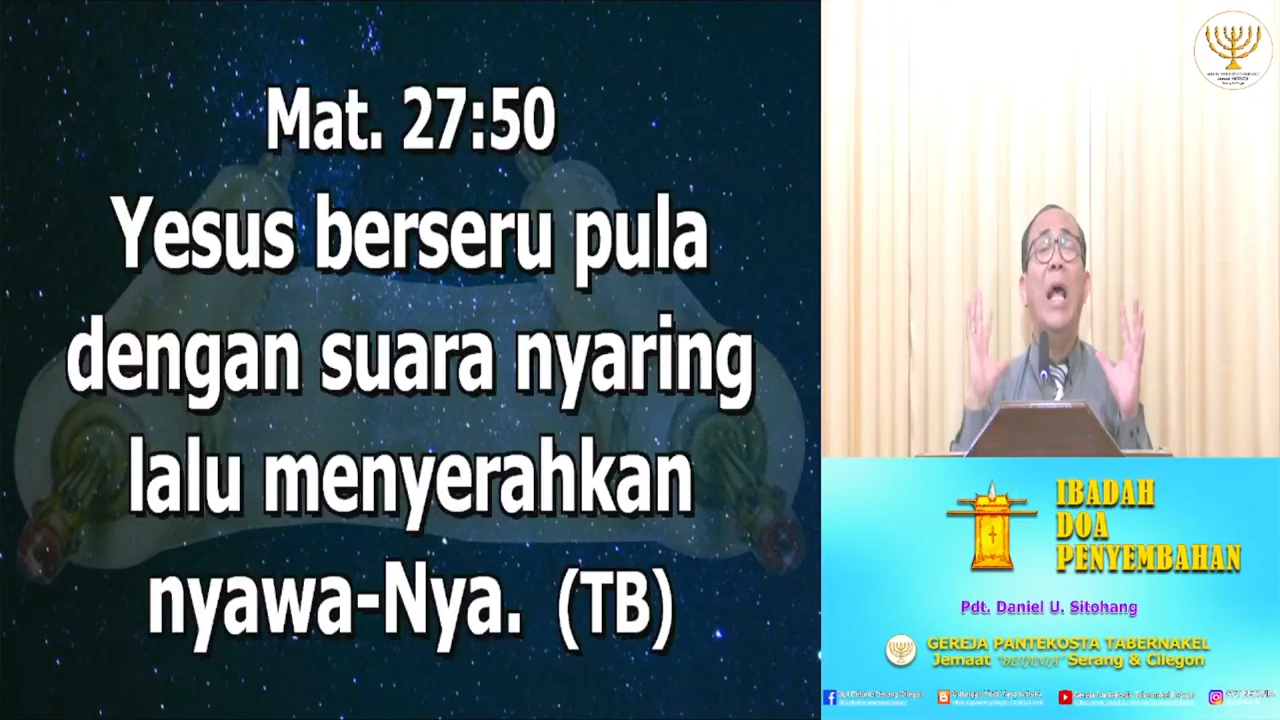 Mat. 27:50
Yesus berseru pula
dengan suara nyaring
lalu menyerahkan
nyawa-Nya. (TB)
IBADAH
DOA
PENYEMBAHAN
Pdt. Daniel U. Sitohang
GEREJA PANTEKOSTA TABERNAKEL
Jemaat "BETANIA" Serang & Cilegon